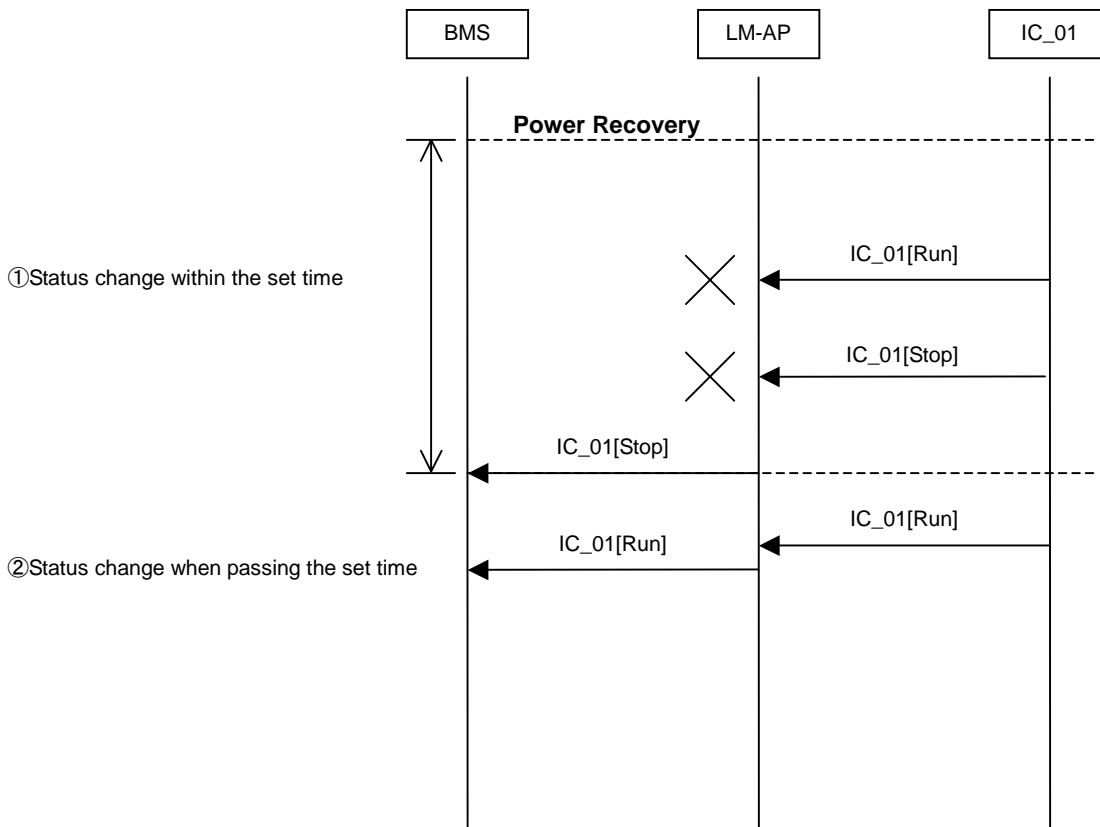 BMS
LM-AP
IC_01
Power Recovery
IC_01[Run]
①Status change within the set time
IC_01[Stop]
IC_01[Stop]
IC_01[Run]
IC_01[Run]
②Status change when passing the set time